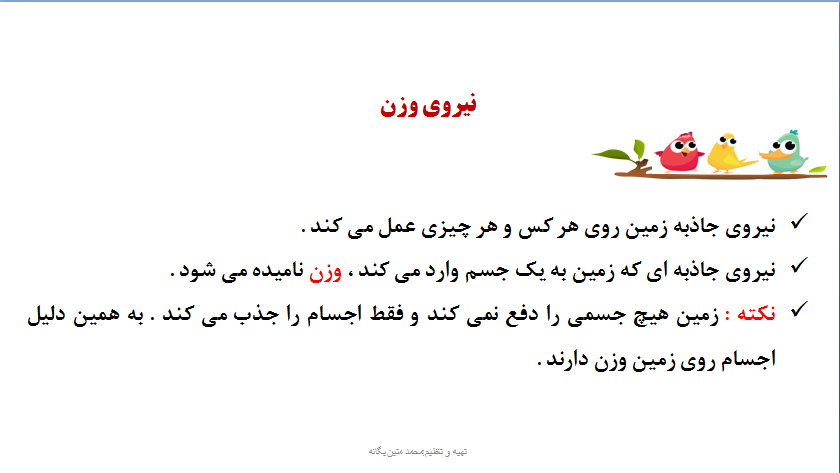 نیروی وزن
نیروی جاذبه زمین روی هر کس و هر چیزی عمل می کند .
نیروی جاذبه ای که زمین به یک جسم وارد می کند ، وزن نامیده می شود .
نکته : زمین هیچ جسمی را دفع نمی کند و فقط اجسام را جذب می کند . به همین دلیل
اجسام روی زمین وزن دارند .
تهیه و تنظیم:محمد متین یگانه